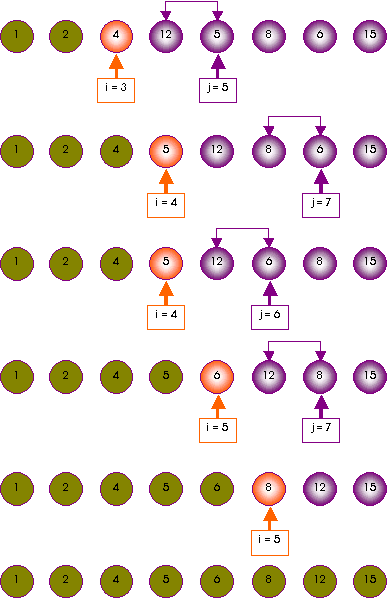 1 2 4 12 5 8 6 15
i = 3 j = 5
1 2 4 5 12 8 6 15
i = 4 j = 7
1 2 4 5 12 6 8 15
i = 4 j = 6
1 2 4 5 6 12 8 15
i = 5 j = 7
1 2 4 5 6 8 12 15
i = 5
1 2 4 5 6 8 12 15